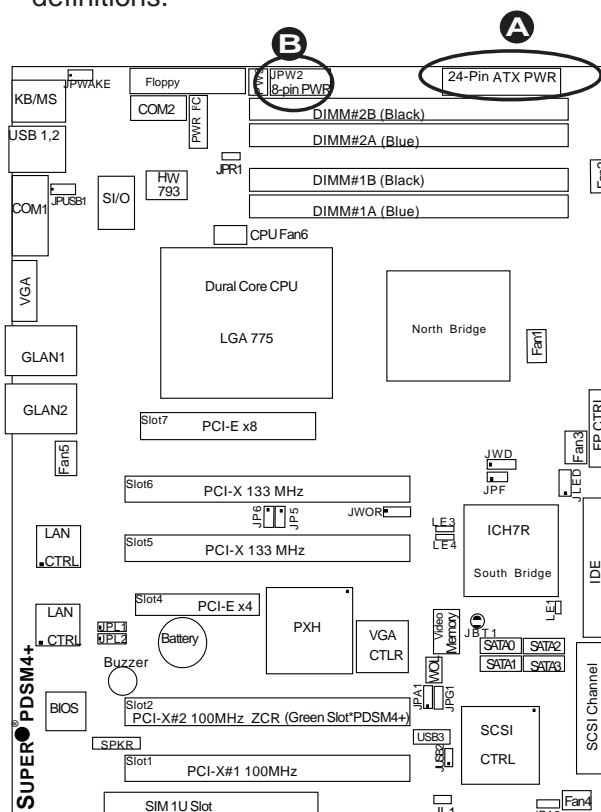 definitions.
B
A
JPWAKE
Floppy
JPW2
8-pin PWR
24-Pin ATX PWR
KB/MS
COM2
PWR I²C
DIMM#2B (Black)
USB 1,2
DIMM#2A (Blue)
JPR1
HW
793
DIMM#1B (Black)
JPUSB1
SI/O
COM1
DIMM#1A (Blue)
CPU Fan6
VGA
Dural Core CPU
LGA 775
North Bridge
Fan1
GLAN1
GLAN2
Slot7
PCI-E x8
Fan5
Fan3
FP CTRL
JWD
JPF
JLED
Slot6
PCI-X 133 MHz
JP6
JP5
JWOR
LE3
LE4
ICH7R
South Bridge
IDE
LAN
CTRL
Slot5
PCI-X 133 MHz
Slot4
PCI-E x4
PXH
LE1
LAN
CTRL
JPL1
JPL2
Battery
VGA
CTLR
Video
Memory
JBT1
SATA0
SATA2
SATA1
SATA3
Buzzer
WOL
JPA1
JPG1
SUPER® PDSM4+
BIOS
Slot2
PCI-X#2 100MHz ZCR (Green Slot*PDSM4+)
SCSI
CTRL
SCSI Channel
SPKR
USB3
JUSB2
Slot1
PCI-X#1 100MHz
SIM 1U Slot
Fan4